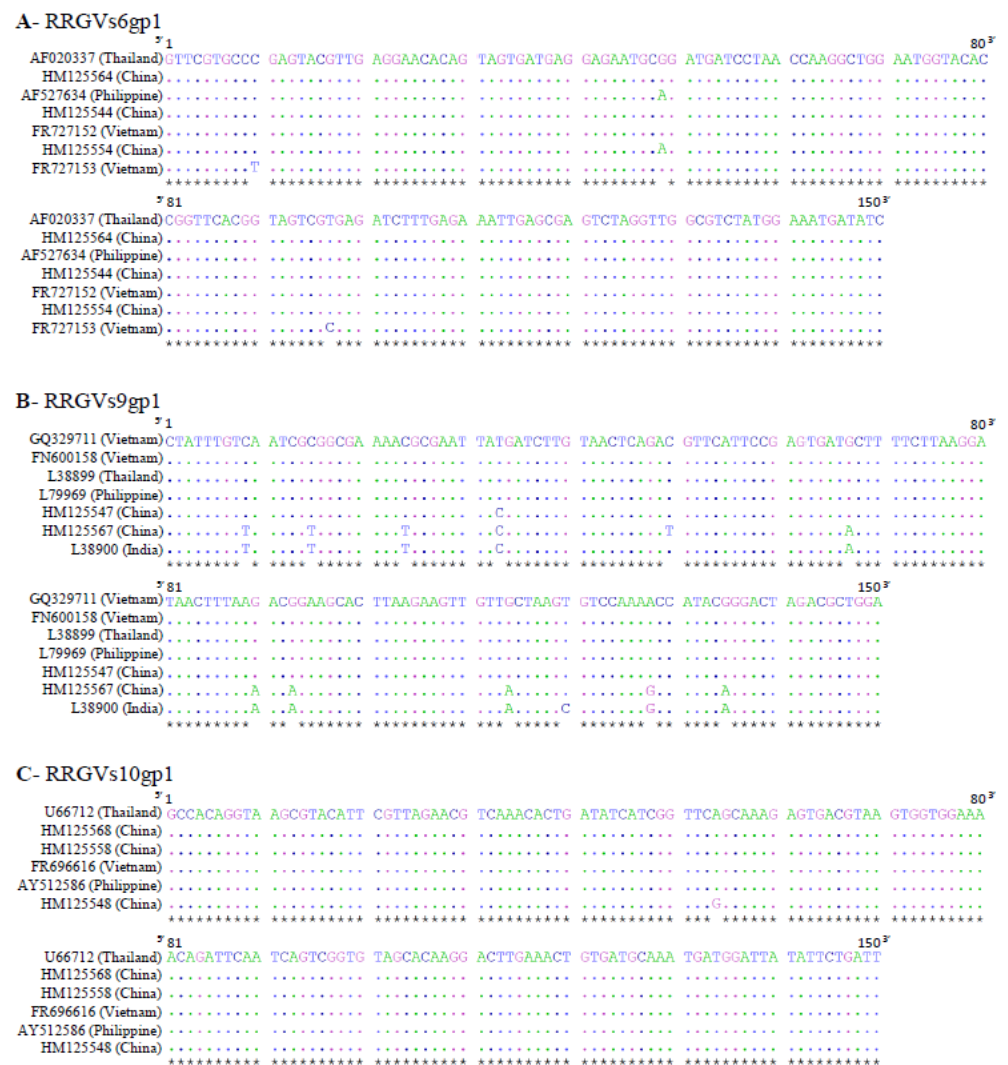 A- RRGVs6gp1
5' 1 80 3'
AF020337 (Thailand) GTTCGTGCCC GAGTACGTTG AGGAACACAG TAGTGATGAG GAGAATGCGG ATGATCCTAA CCAAGGCTGG AATGGTACAC
HM125564 (China) .......... .......... .......... .......... .......... .......... .......... ..........
AF527634 (Philippine) .......... .......... .......... .......... ........A. .......... .......... ..........
HM125544 (China) .......... .......... .......... .......... .......... .......... .......... ..........
FR727152 (Vietnam) .......... .......... .......... .......... .......... .......... .......... ..........
HM125554 (China) .......... .......... .......... .......... ........A. .......... .......... ..........
FR727153 (Vietnam) .........T .......... .......... .......... .......... .......... .......... ..........
*********  ********** ********** ********** ******** * ********** ********** **********
5' 81 150 3'
AF020337 (Thailand) CGGTTCACGG TAGTCGTGAG ATCTTTGAGA AATTGAGCGA GTCTAGGTTG GCGTCTATGG AAATGATATC
HM125564 (China) .......... .......... .......... .......... .......... .......... ..........
AF527634 (Philippine) .......... .......... .......... .......... .......... .......... ..........
HM125544 (China) .......... .......... .......... .......... .......... .......... ..........
FR727152 (Vietnam) .......... .......... .......... .......... .......... .......... ..........
HM125554 (China) .......... .......... .......... .......... .......... .......... ..........
FR727153 (Vietnam) .......... ......C... .......... .......... .......... .......... ..........
********** ****** *** ********** ********** ********** ********** **********
B- RRGVs9gp1
5' 1 80 3'
GQ329711 (Vietnam) CTATTTGTCA ATCGCGGCGA AAACGCGAAT TATGATCTTG TAACTCAGAC GTTCATTCCG AGTGATGCTT TTCTTAAGGA
FN600158 (Vietnam) .......... .......... .......... .......... .......... .......... .......... ..........
L38899 (Thailand) .......... .......... .......... .......... .......... .......... .......... ..........
L79969 (Philippine) .......... .......... .......... .......... .......... .......... .......... ..........
HM125547 (China) .......... .......... .......... ..C....... .......... .......... .......... ..........
HM125567 (China) ........T. ....T..... ...T...... ..C....... .........T .......... ......A... ..........
L38900 (India) ........T. ....T..... ...T...... ..C....... .......... .......... ......A... ..........
******** * **** ***** *** ****** ** ******* *********  ********** ****** *** **********
5' 81 150 3'
GQ329711 (Vietnam) TAACTTTAAG ACGGAAGCAC TTAAGAAGTT GTTGCTAAGT GTCCAAAACC ATACGGGACT AGACGCTGGA
FN600158 (Vietnam) .......... .......... .......... .......... .......... .......... ..........
L38899 (Thailand) .......... .......... .......... .......... .......... .......... ..........
L79969 (Philippine) .......... .......... .......... .......... .......... .......... ..........
HM125547 (China) .......... .......... .......... .......... .......... .......... ..........
HM125567 (China) .........A ..A....... .......... ...A...... .......G.. ....A..... ..........
L38900 (India) .........A ..A....... .......... ...A.....C .......G.. ....A..... ..........
*********  ** ******* ********** *** *****  ******* ** **** ***** **********
C- RRGVs10gp1
5' 1 80 3'
U66712 (Thailand) GCCACAGGTA AGCGTACATT CGTTAGAACG TCAAACACTG ATATCATCGG TTCAGCAAAG AGTGACGTAA GTGGTGGAAA
HM125568 (China) .......... .......... .......... .......... .......... .......... .......... ..........
HM125558 (China) .......... .......... .......... .......... .......... .......... .......... ..........
FR696616 (Vietnam) .......... .......... .......... .......... .......... .......... .......... ..........
AY512586 (Philippine) .......... .......... .......... .......... .......... .......... .......... ..........
HM125548 (China) .......... .......... .......... .......... .......... ...G...... .......... ..........
********** ********** ********** ********** ********** *** ****** ********** **********
5' 81 150 3'
U66712 (Thailand) ACAGATTCAA TCAGTCGGTG TAGCACAAGG ACTTGAAACT GTGATGCAAA TGATGGATTA TATTCTGATT
HM125568 (China) .......... .......... .......... .......... .......... .......... ..........
HM125558 (China) .......... .......... .......... .......... .......... .......... ..........
FR696616 (Vietnam) .......... .......... .......... .......... .......... .......... ..........
AY512586 (Philippine) .......... .......... .......... .......... .......... .......... ..........
HM125548 (China) .......... .......... .......... .......... .......... .......... ..........
********** ********** ********** ********** ********** ********** **********